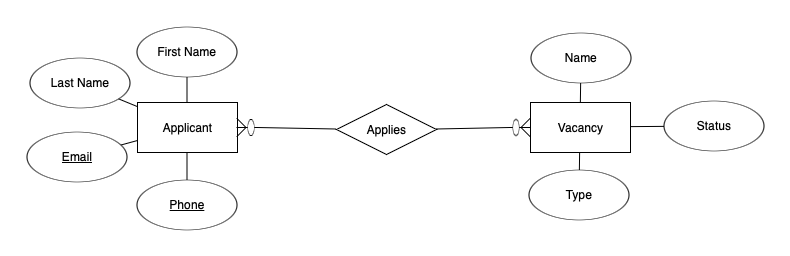 First Name
Name
Last Name
Applicant
Applies
Vacancy
Status
Email
Type
Phone